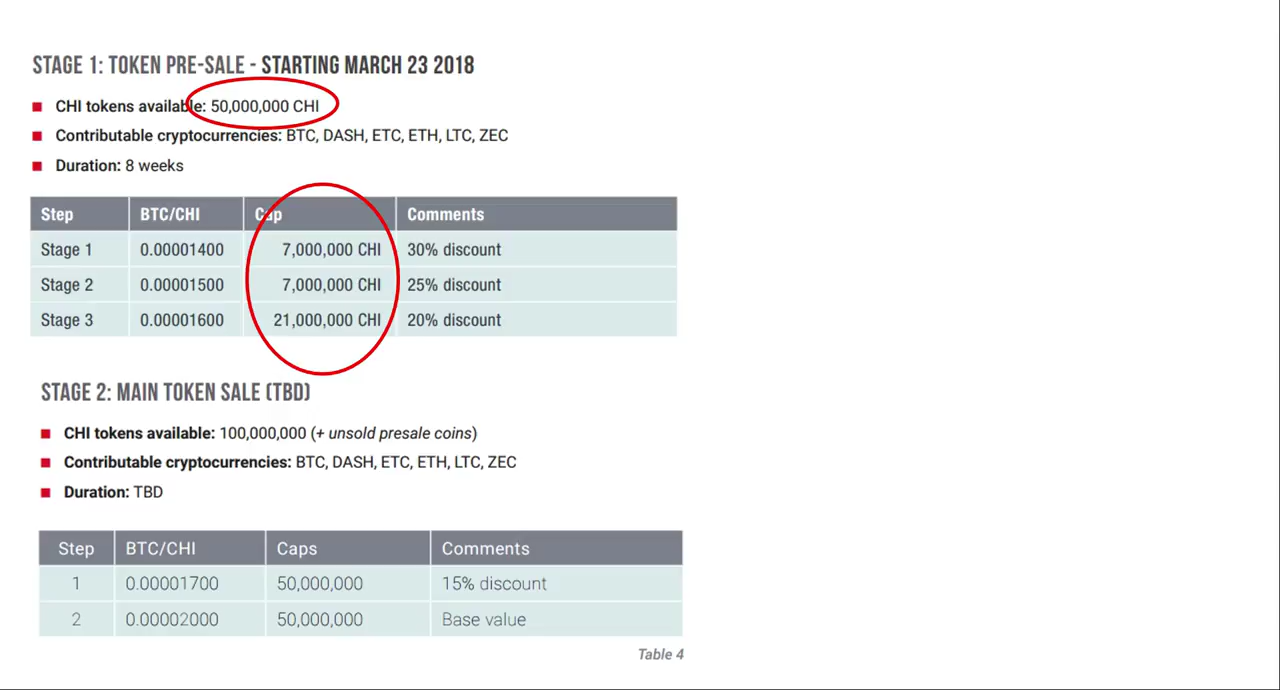 STAGE 1: TOKEN PRE-SALE - STARTING MARCH 23 2018
CHI tokens available: 50,000,000 CHI
Contributable cryptocurrencies: BTC, DASH, ETC, ETH, LTC, ZEC
Duration: 8 weeks
Step BTC/CHI Cap Comments
Stage 1 0.00001400 7,000,000 CHI 30% discount
Stage 2 0.00001500 7,000,000 CHI 25% discount
Stage 3 0.00001600 21,000,000 CHI 20% discount
STAGE 2: MAIN TOKEN SALE (TBD)
CHI tokens available: 100,000,000 (+ unsold presale coins)
Contributable cryptocurrencies: BTC, DASH, ETC, ETH, LTC, ZEC
Duration: TBD
Step BTC/CHI Caps Comments
1 0.00001700 50,000,000 15% discount
2 0.00002000 50,000,000 Base value
Table 4